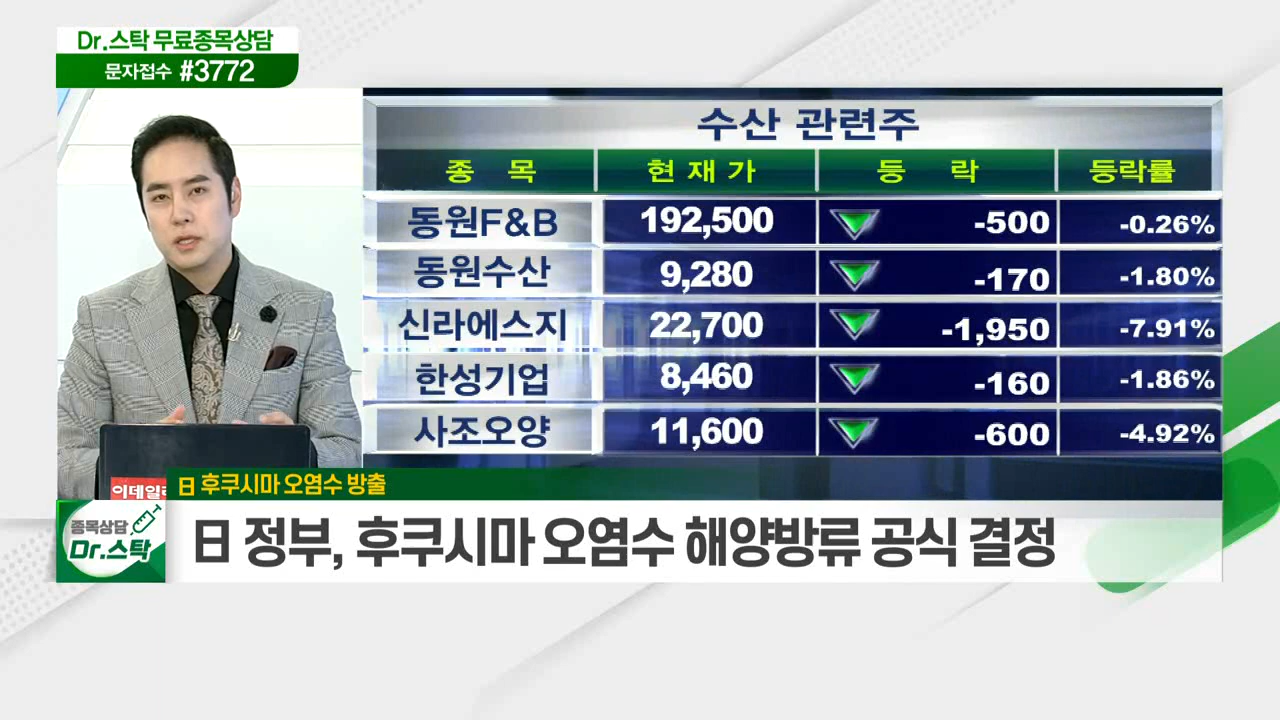 Dr.스탁 무료종목상담
문자접수 #3772
수산 관련주
종 목 현 재 가 등 락 등락률
동원F&B 192,500 -500 -0.26%
동원수산 9,280 -170 -1.80%
신라에스지 22,700 -1,950 -7.91%
한성기업 8,460 -160 -1.86%
사조오양 11,600 -600 -4.92%
이데일리
日 후쿠시마 오염수 방출
종목상담
Dr.스탁
日 정부, 후쿠시마 오염수 해양방류 공식 결정